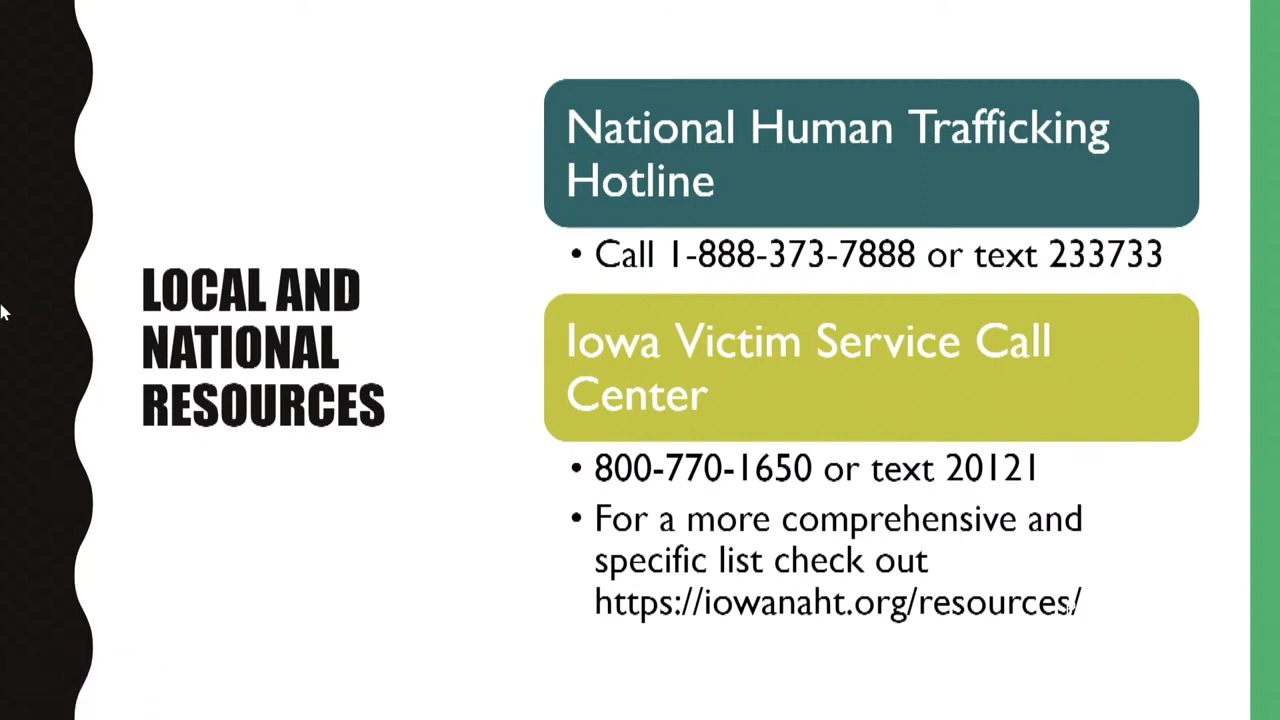 LOCAL AND
NATIONAL
RESOURCES
National Human Trafficking
Hotline
• Call 1-888-373-7888 or text 233733
Iowa Victim Service Call
Center
• 800-770-1650 or text 20121
• For a more comprehensive and
specific list check out
https://iowanaht.org/resources/